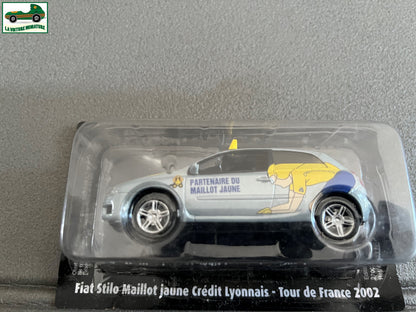 LA VOITURE MINIATURE
PARTENAIRE DU
MAILLOT JAUNE
Fiat Stilo Maillot jaune Crédit Lyonnais - Tour de France 2002